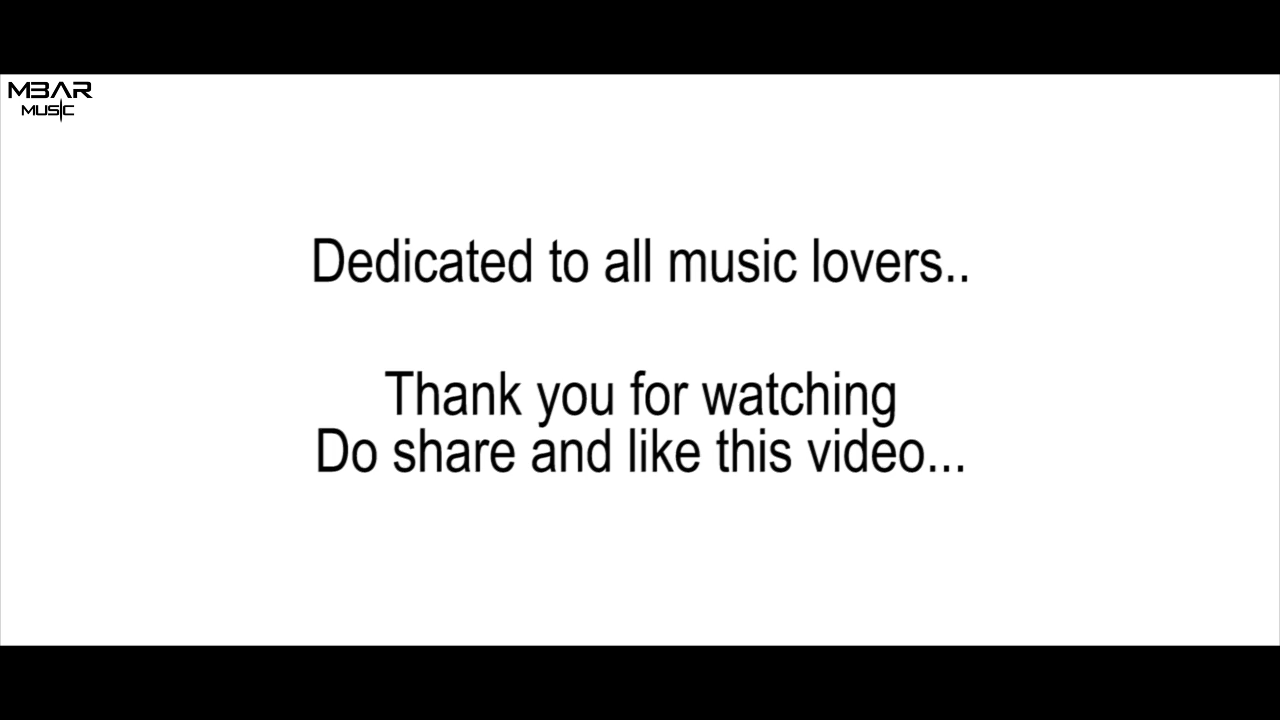 MBAR
MUSIC
Dedicated to all music lovers..
Thank you for watching
Do share and like this video...